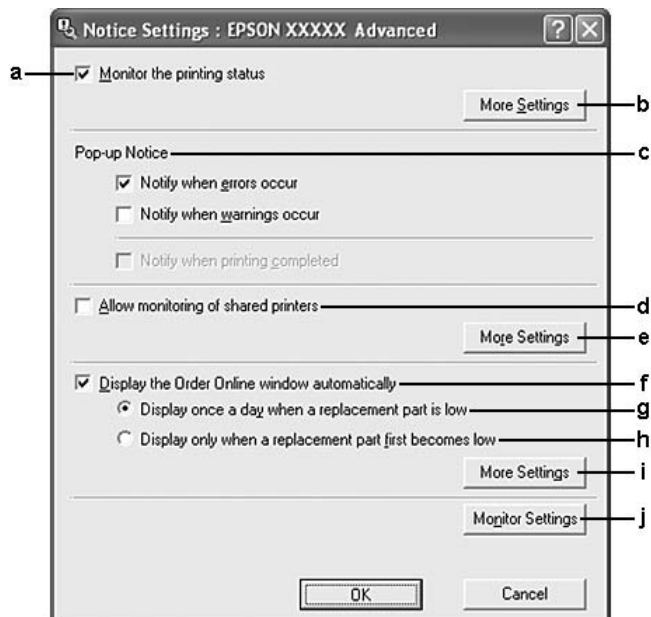 Notice Settings : EPSON XXXXX Advanced
a
Monitor the printing status
More Settings
b
Pop-up Notice
c
Notify when errors occur
Notify when warnings occur
Notify when printing completed
Allow monitoring of shared printers
d
More Settings
e
Display the Order Online window automatically
f
Display once a day when a replacement part is low
g
Display only when a replacement part first becomes low
h
More Settings
i
Monitor Settings
j
OK
Cancel